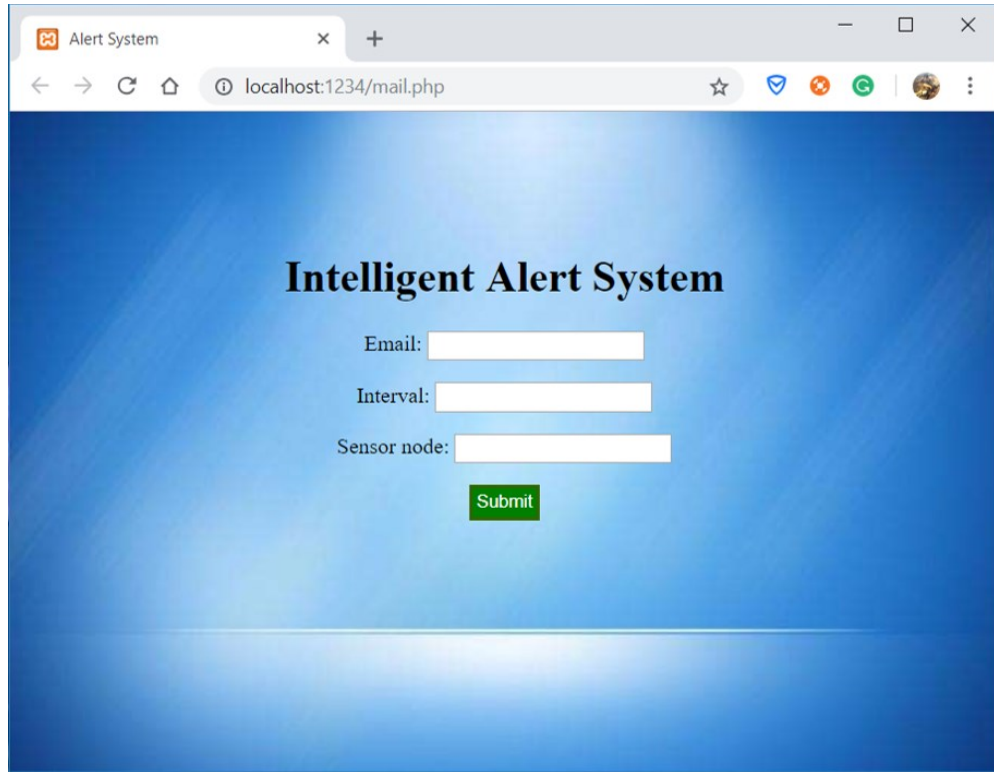 Alert System
localhost:1234/mail.php
Intelligent Alert System
Email:
Interval:
Sensor node:
Submit